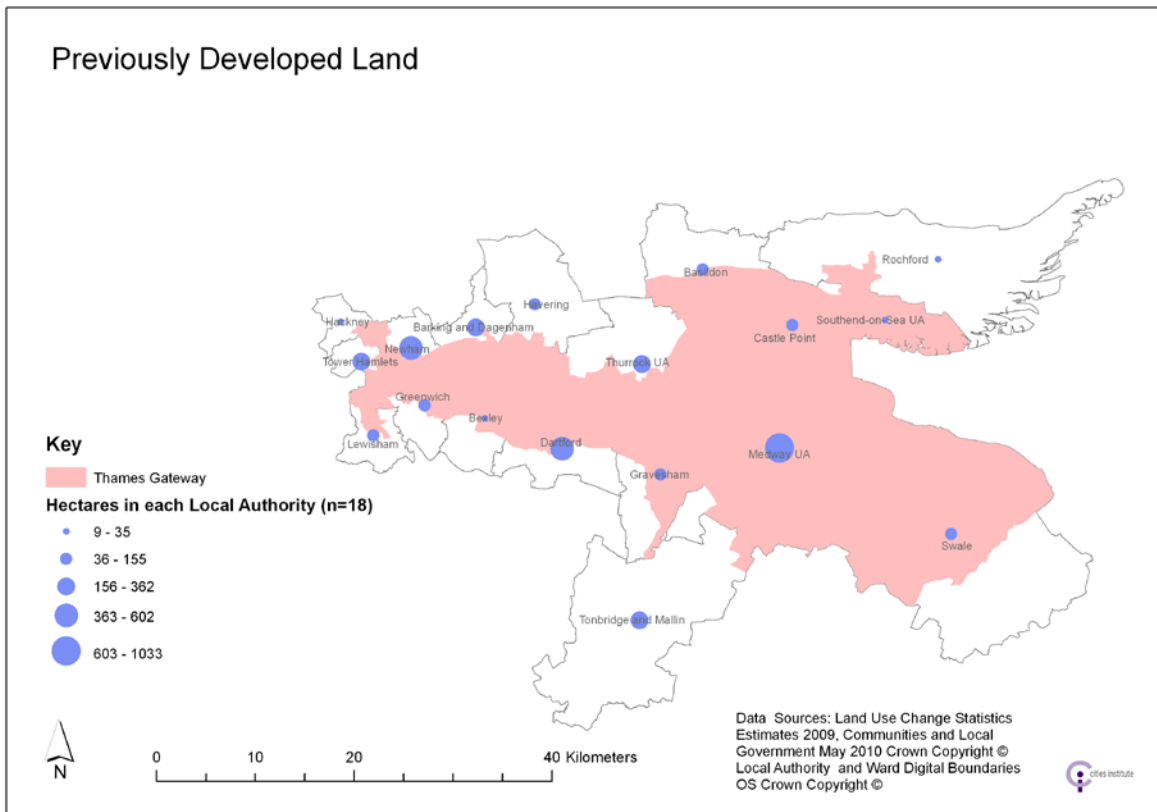 Previously Developed Land
Rochford
Basildon
Havering
Hackney
Barking and Dagenham
Southend-on-Sea UA
Castle Point
Newham
Tower Hamlets
Thurrock UA
Greenwich
Bexley
Lewisham
Dartford
Medway UA
Gravesham
Swale
Tonbridge and Mallin
Key
Thames Gateway
Hectares in each Local Authority (n=18)
9 - 35
36 - 155
156 - 362
363 - 602
603 - 1033
N
0 10 20 40 Kilometers
Data Sources: Land Use Change Statistics
Estimates 2009, Communities and Local
Government May 2010 Crown Copyright ©
Local Authority and Ward Digital Boundaries
OS Crown Copyright ©
cities institute